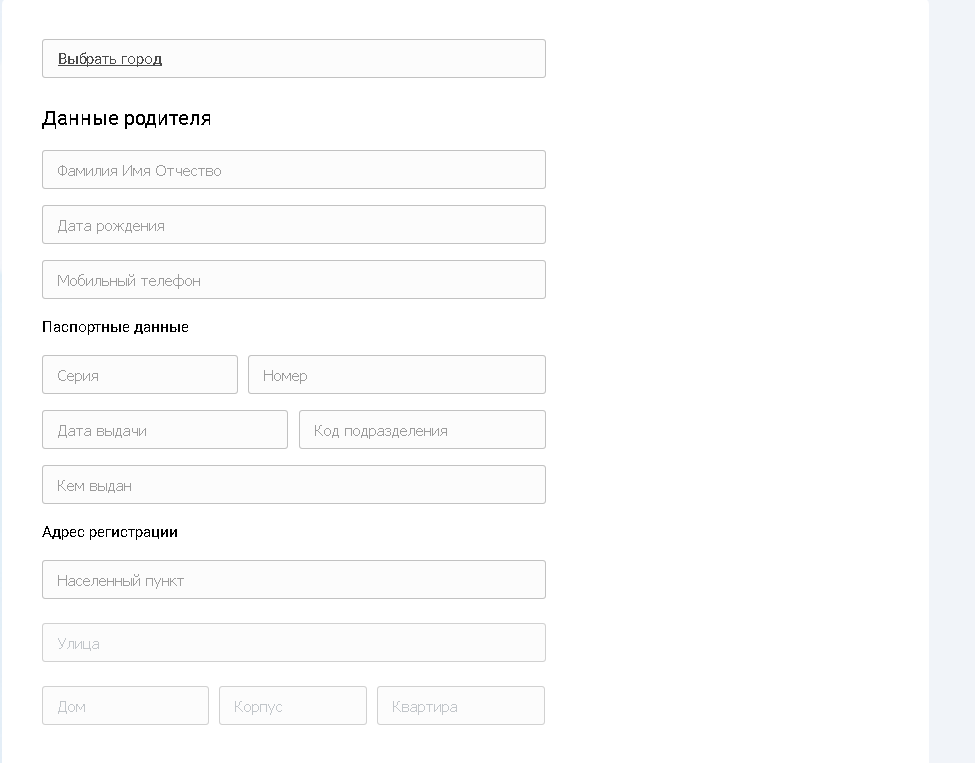 Выбрать город
Данные родителя
Фамилия Имя Отчество
Дата рождения
Мобильный телефон
Паспортные данные
Серия Номер
Дата выдачи Код подразделения
Кем выдан
Адрес регистрации
Населенный пункт
Улица
Дом Корпус Квартира